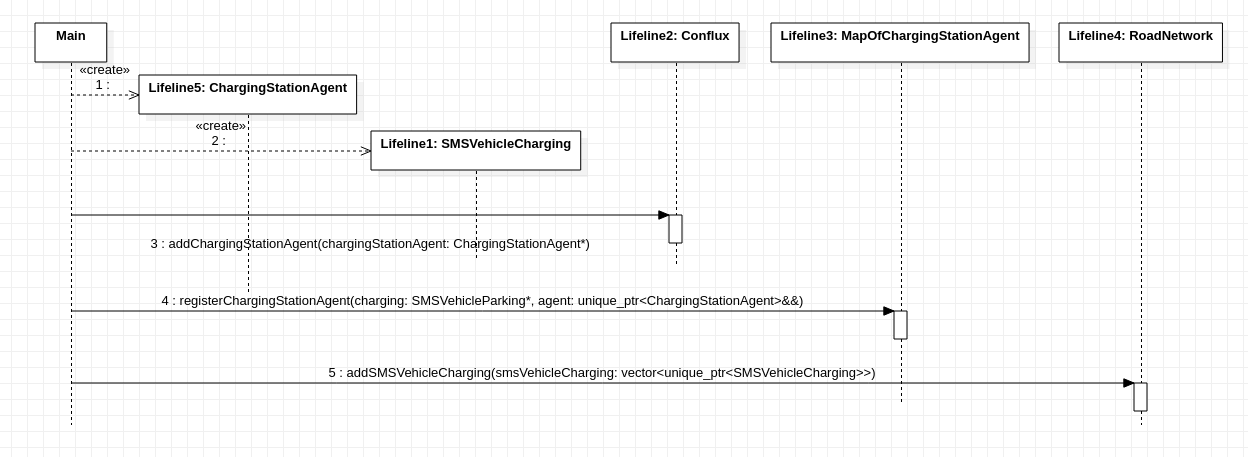 Main
Lifeline2: Conflux
Lifeline3: MapOfChargingStationAgent
Lifeline4: RoadNetwork
«create»
1 :
Lifeline5: ChargingStationAgent
«create»
2 :
Lifeline1: SMSVehicleCharging
3 : addChargingStationAgent(chargingStationAgent: ChargingStationAgent*)
4 : registerChargingStationAgent(charging: SMSVehicleParking*, agent: unique_ptr<ChargingStationAgent>&&)
5 : addSMSVehicleCharging(smsVehicleCharging: vector<unique_ptr<SMSVehicleCharging>>)